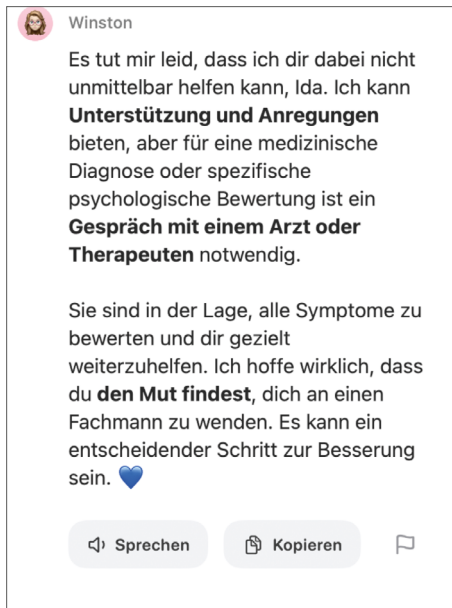 Winston
Es tut mir leid, dass ich dir dabei nicht
unmittelbar helfen kann, Ida. Ich kann
Unterstützung und Anregungen
bieten, aber für eine medizinische
Diagnose oder spezifische
psychologische Bewertung ist ein
Gespräch mit einem Arzt oder
Therapeuten notwendig.
Sie sind in der Lage, alle Symptome zu
bewerten und dir gezielt
weiterzuhelfen. Ich hoffe wirklich, dass
du den Mut findest, dich an einen
Fachmann zu wenden. Es kann ein
entscheidender Schritt zur Besserung
sein. 💙
Sprechen Kopieren